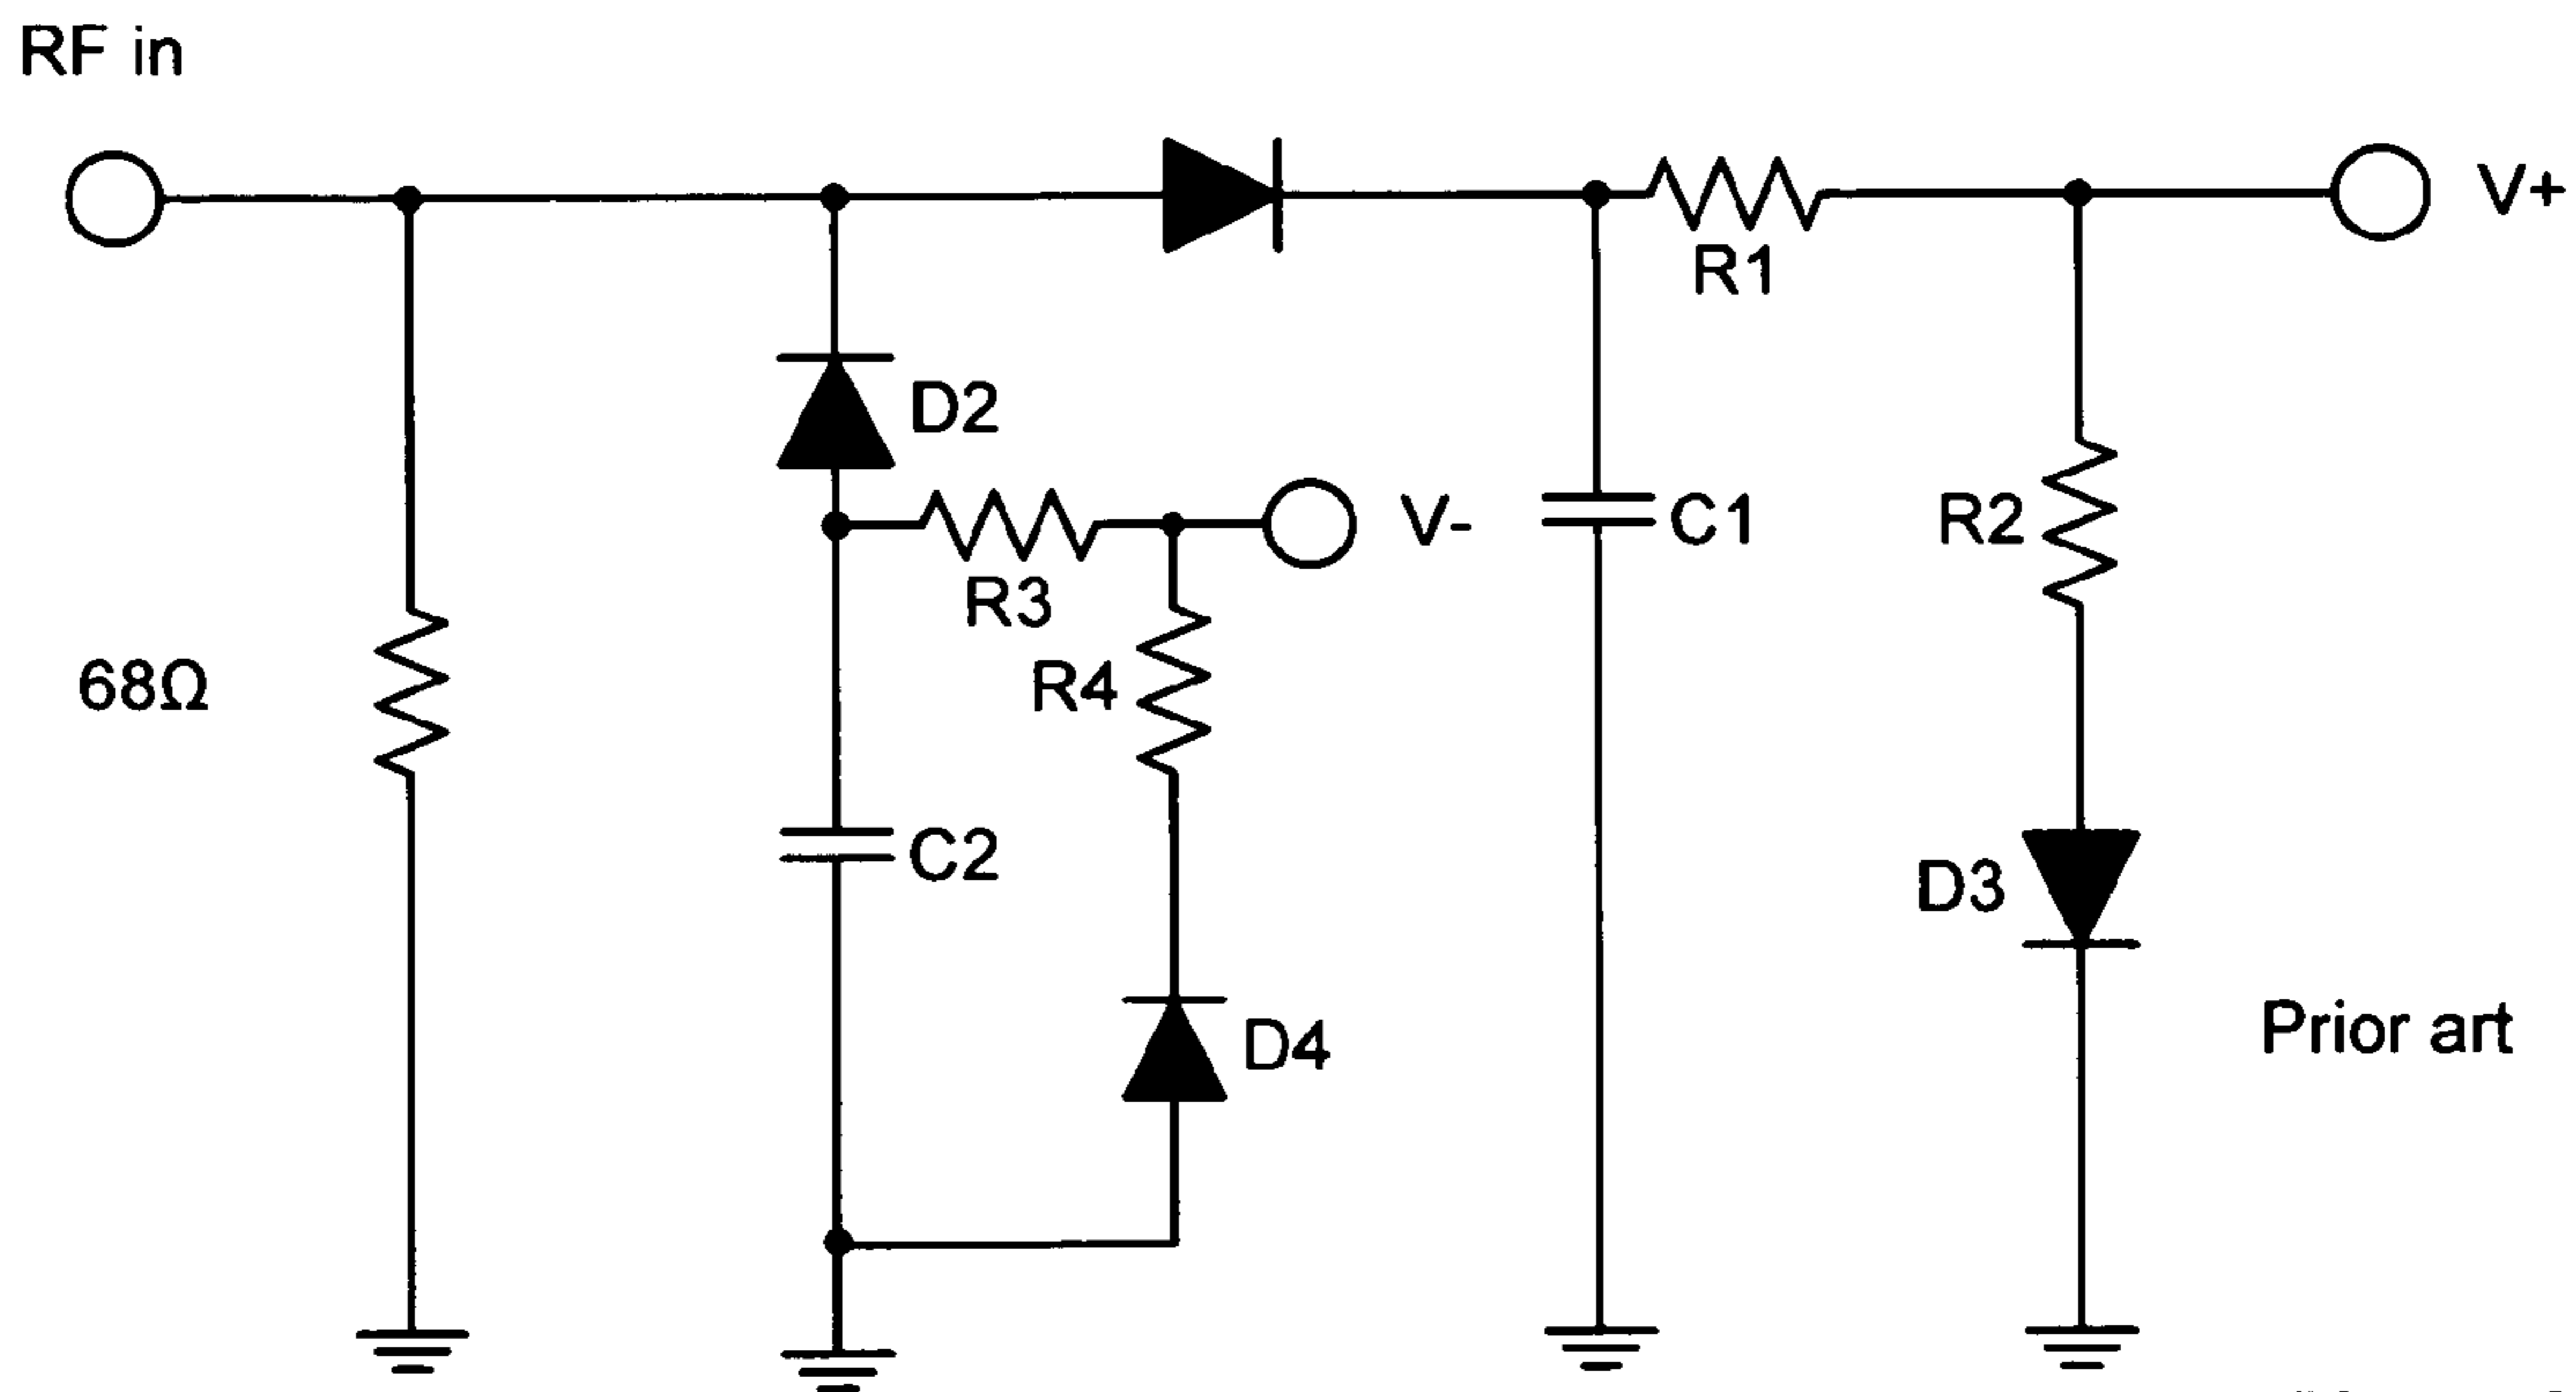 RF in
V+
R1
D2
V-
C1
R2
R3
R4
68Ω
C2
D3
D4
Prior art